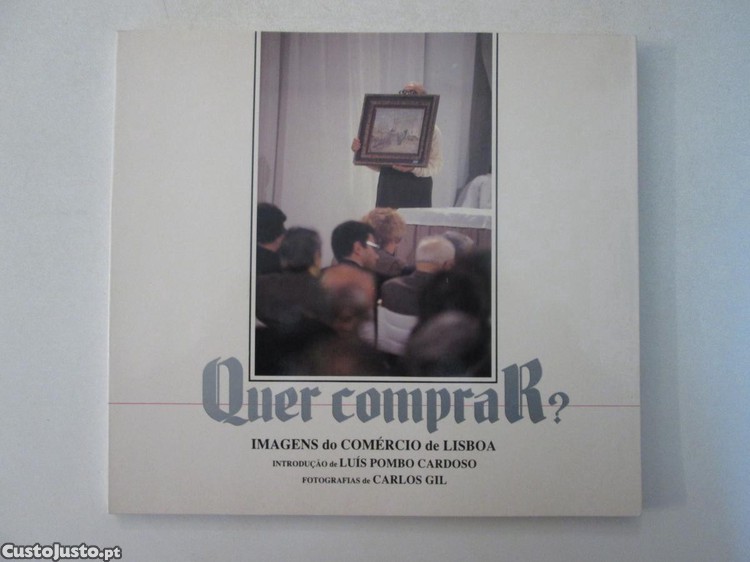 Quer compraR?
IMAGENS do COMÉRCIO de LISBOA
INTRODUÇÃO de LUÍS POMBO CARDOSO
FOTOGRAFIAS de CARLOS GIL
CustoJusto.pt